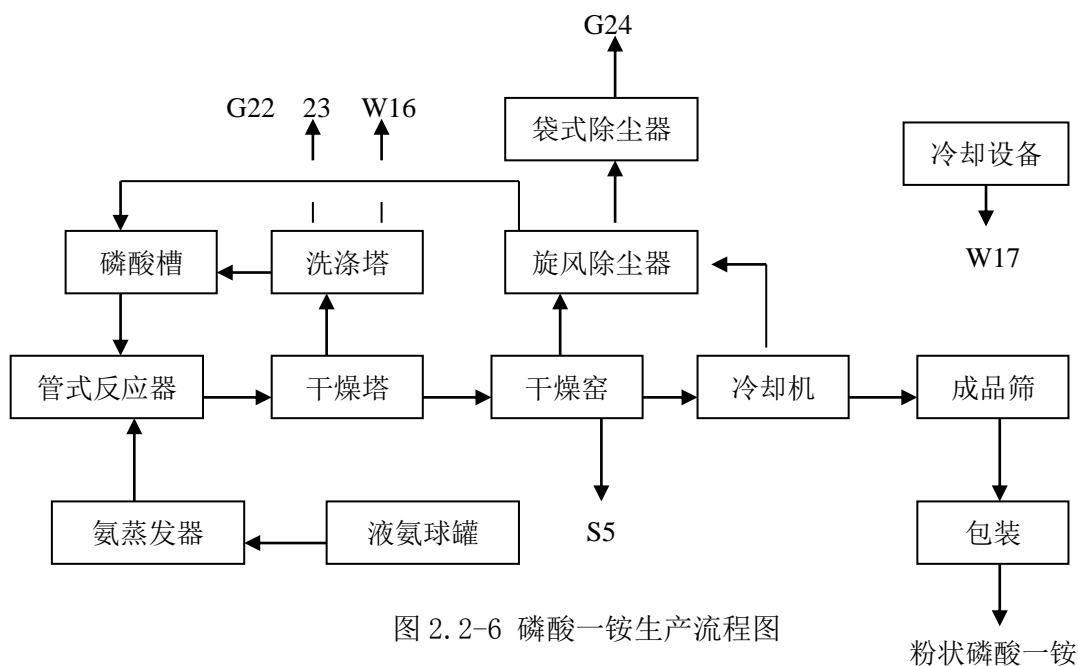 G24
G22 23 W16
袋式除尘器
冷却设备
磷酸槽
洗涤塔
旋风除尘器
W17
管式反应器
干燥塔
干燥窑
冷却机
成品筛
氨蒸发器
液氨球罐
S5
包装
图 2.2-6 磷酸一铵生产流程图
粉状磷酸一铵